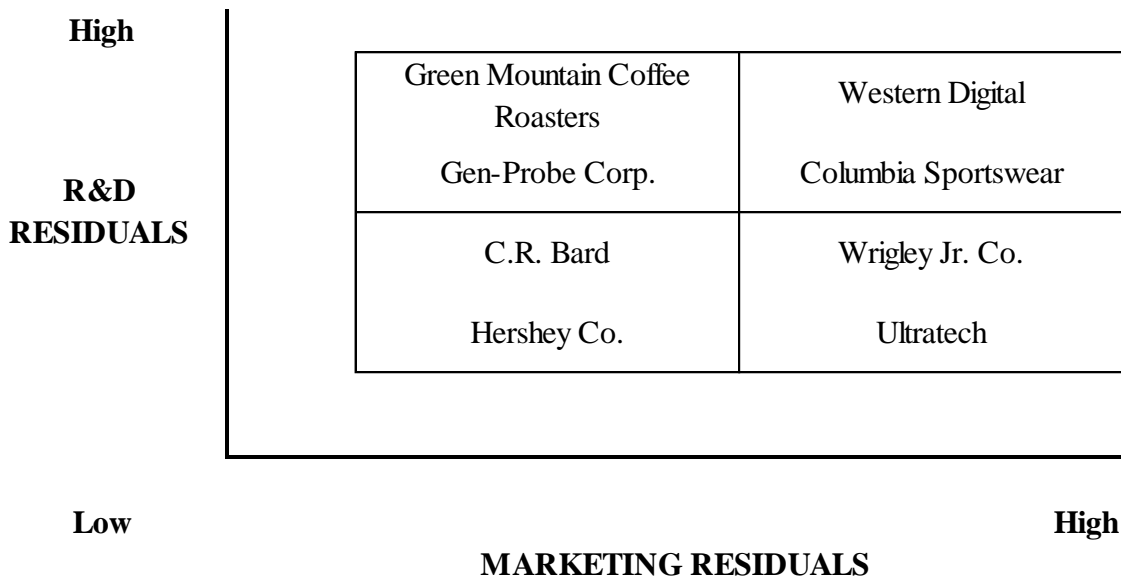 High
Green Mountain Coffee
Roasters
Western Digital
Gen-Probe Corp.
Columbia Sportswear
R&D
RESIDUALS
C.R. Bard
Wrigley Jr. Co.
Hershey Co.
Ultratech
Low
High
MARKETING RESIDUALS